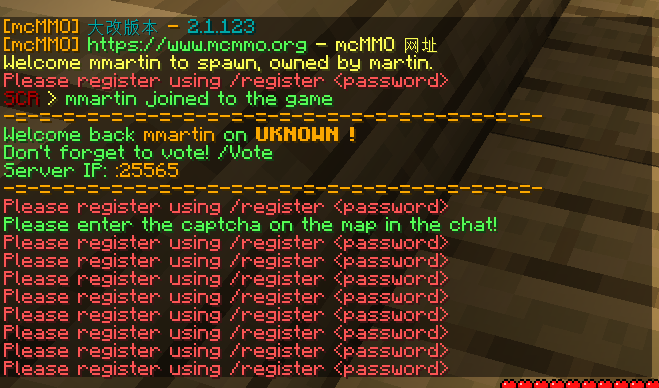 [mcMMO] 大改版本 - 2.1.123
[mcMMO] https://www.mcmmo.org - mcMMO 网址
Welcome mmartin to spawn, owned by martin.
Please register using /register <password>
SCR > mmartin joined to the game
-=-=-=-=-=-=-=-=-=-=-=-=-=-=-=-=-=-=-=-=-=-
Welcome back mmartin on UKNOWN !
Don't forget to vote! /Vote
Server IP: :25565
-=-=-=-=-=-=-=-=-=-=-=-=-=-=-=-=-=-=-=-=-=-
Please register using /register <password>
Please enter the captcha on the map in the chat!
Please register using /register <password>
Please register using /register <password>
Please register using /register <password>
Please register using /register <password>
Please register using /register <password>
Please register using /register <password>
Please register using /register <password>
Please register using /register <password>